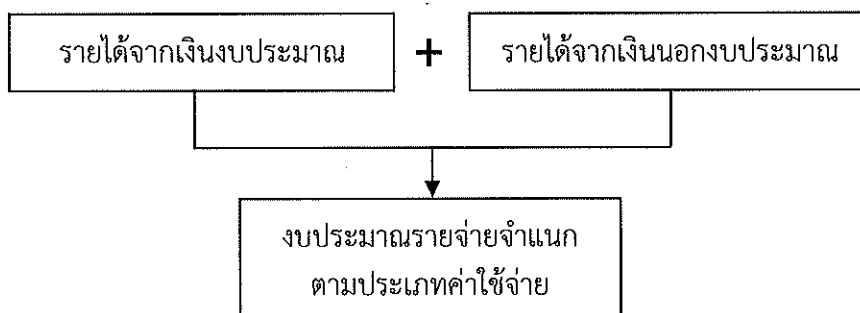 รายได้จากเงินงบประมาณ + รายได้จากเงินนอกงบประมาณ
งบประมาณรายจ่ายจำแนก
ตามประเภทค่าใช้จ่าย